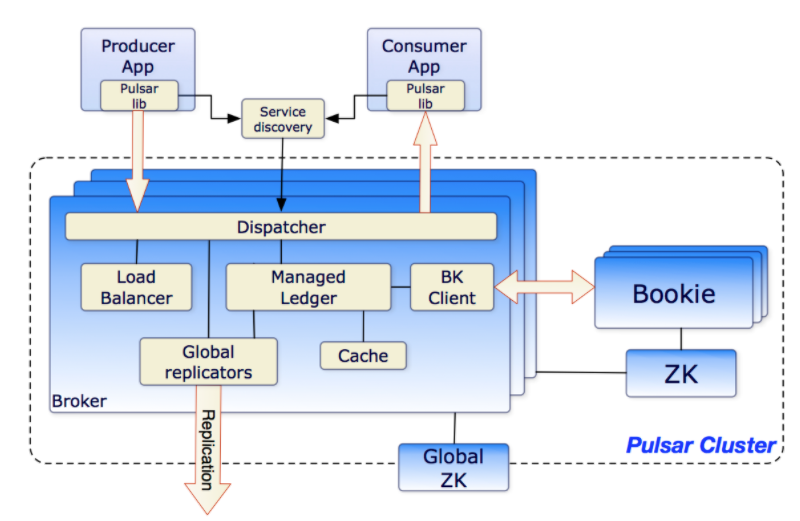 Producer
App
Pulsar
lib
Consumer
App
Pulsar
lib
Service
discovery
Dispatcher
Load
Balancer
Managed
Ledger
BK
Client
Bookie
Global
replicators
Cache
ZK
Broker
Replication
Pulsar Cluster
Global
ZK